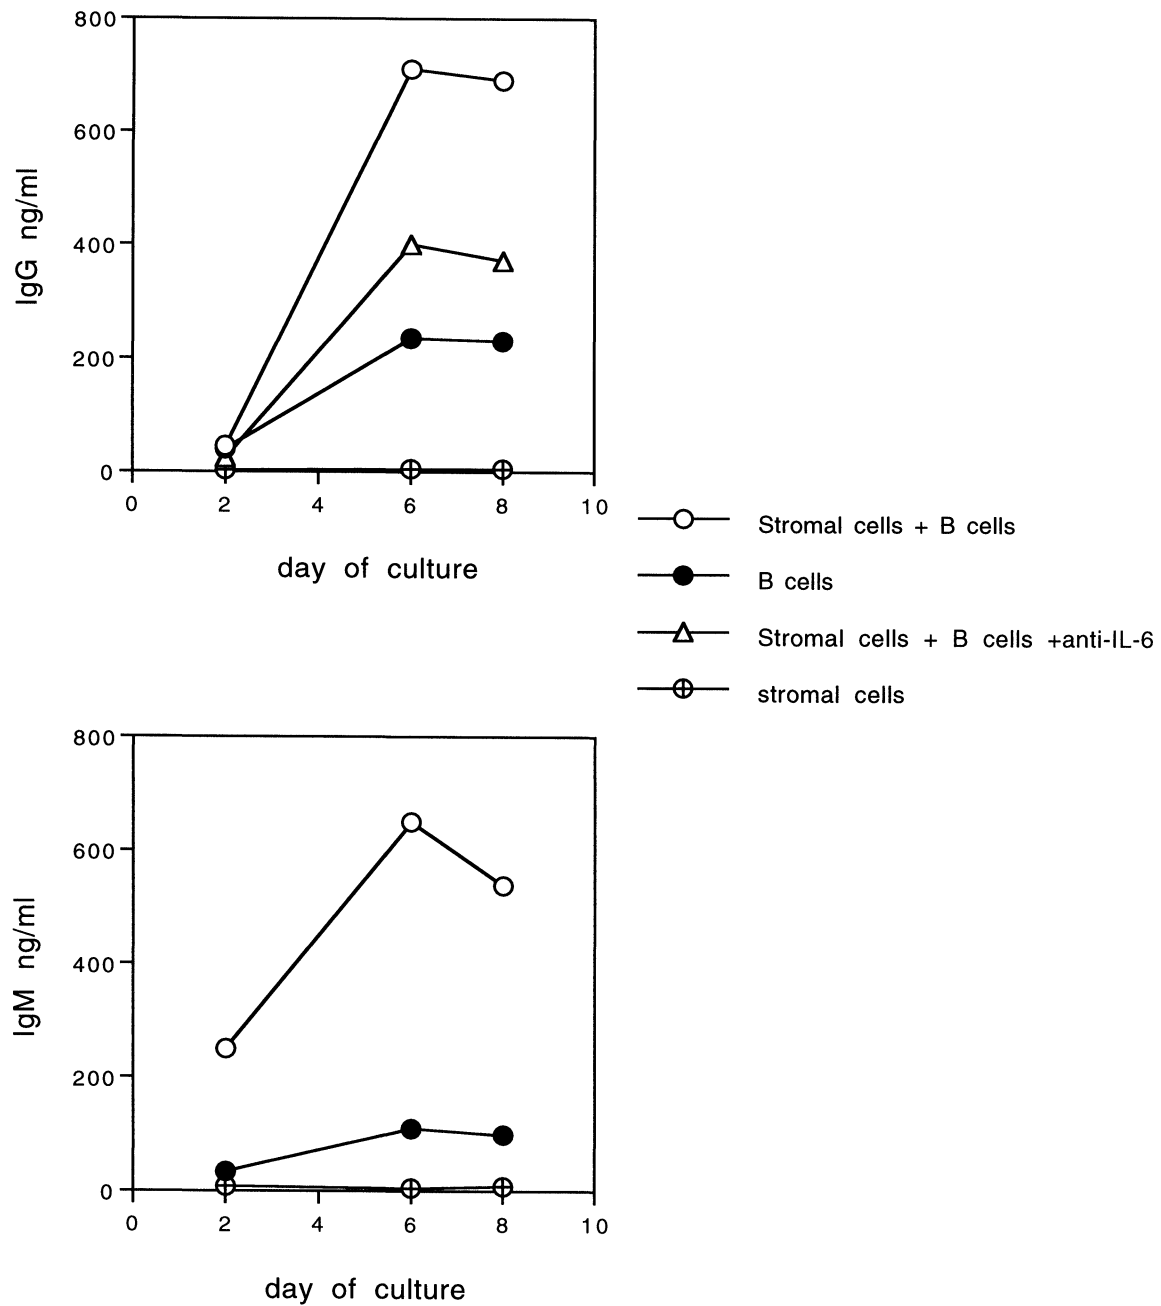 800
600
400
200
0
IgG ng/ml
0 2 4 6 8 10
day of culture
Stromal cells + B cells
B cells
Stromal cells + B cells +anti-IL-6
stromal cells
800
600
400
200
0
IgM ng/ml
0 2 4 6 8 10
day of culture